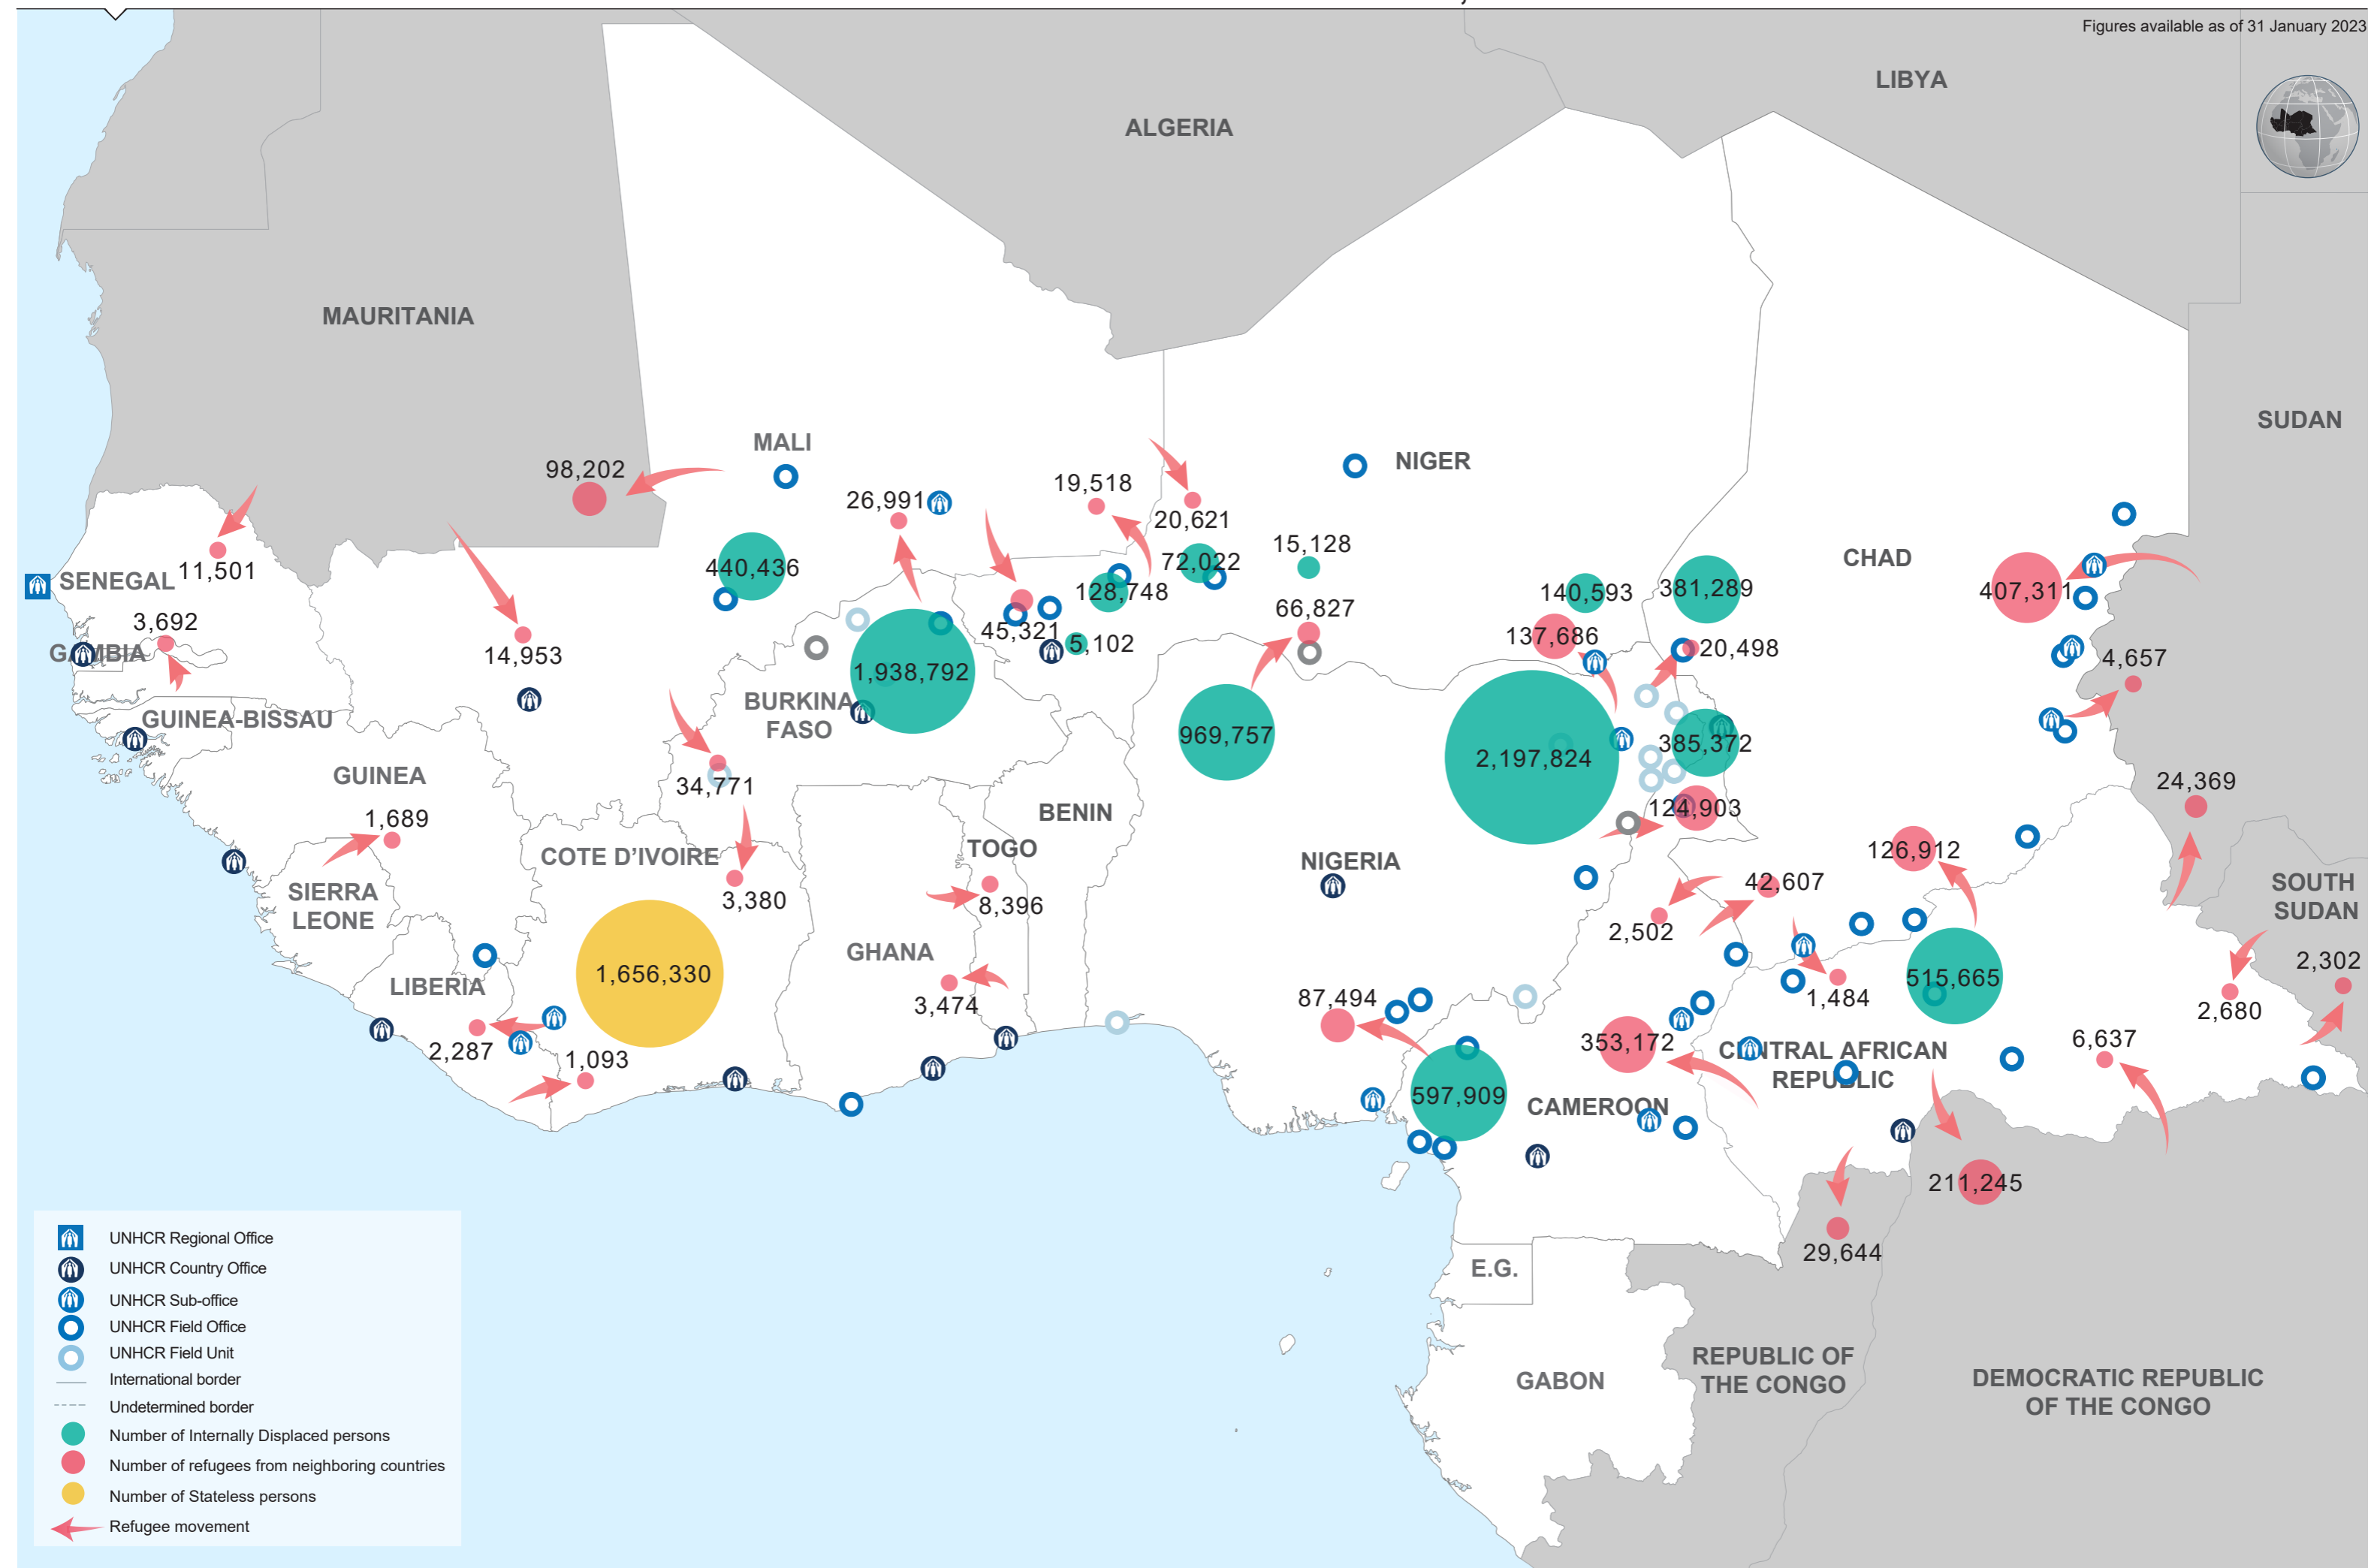 Figures available as of 31 January 2023
LIBYA
ALGERIA
MAURITANIA
SUDAN
MALI
NIGER
98,202
26,991
19,518
20,621
15,128
CHAD
11,501
SENEGAL
440,436
72,022
128,748
140,593
381,289
407,311
3,692
GAMBIA
14,953
45,321
5,102
66,827
137,686
20,498
4,657
1,938,792
BURKINA
FASO
GUINEA-BISSAU
969,757
2,197,824
385,372
GUINEA
34,771
24,369
1,689
BENIN
124,903
COTE D’IVOIRE
TOGO
NIGERIA
126,912
SIERRA
LEONE
3,380
8,396
42,607
2,502
SOUTH
SUDAN
GHANA
1,656,330
LIBERIA
3,474
87,494
1,484
515,665
2,302
2,680
2,287
1,093
353,172
CENTRAL AFRICAN
REPUBLIC
6,637
597,909
CAMEROON
211,245
29,644
E.G.
GABON
REPUBLIC OF
THE CONGO
DEMOCRATIC REPUBLIC
OF THE CONGO
UNHCR Regional Office
UNHCR Country Office
UNHCR Sub-office
UNHCR Field Office
UNHCR Field Unit
International border
Undetermined border
Number of Internally Displaced persons
Number of refugees from neighboring countries
Number of Stateless persons
Refugee movement